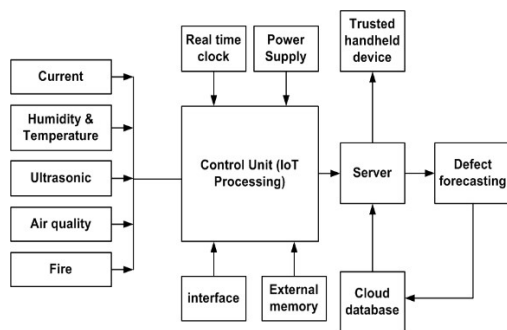 Real time
clock
Power
Supply
Trusted
handheld
device
Current
Humidity &
Temperature
Ultrasonic
Air quality
Fire
Control Unit (IoT
Processing)
Server
Defect
forecasting
interface
External
memory
Cloud
database